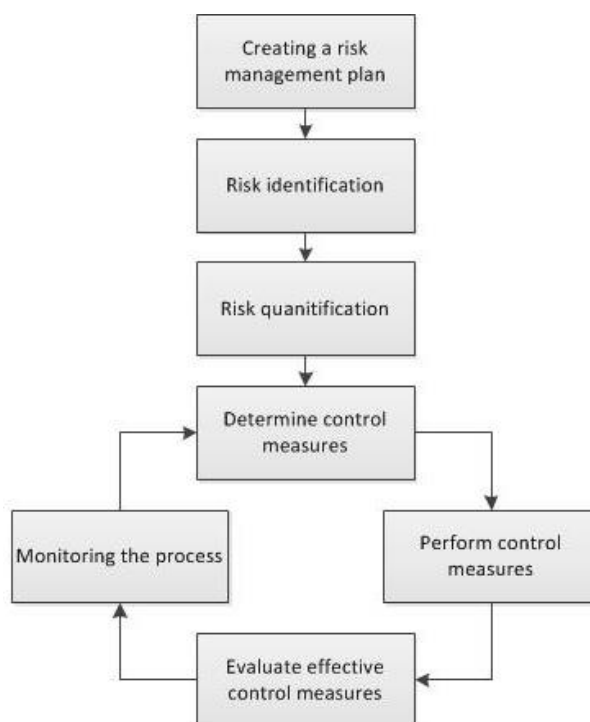 Creating a risk
management plan
Risk identification
Risk quanitification
Determine control
measures
Monitoring the process
Perform control
measures
Evaluate effective
control measures